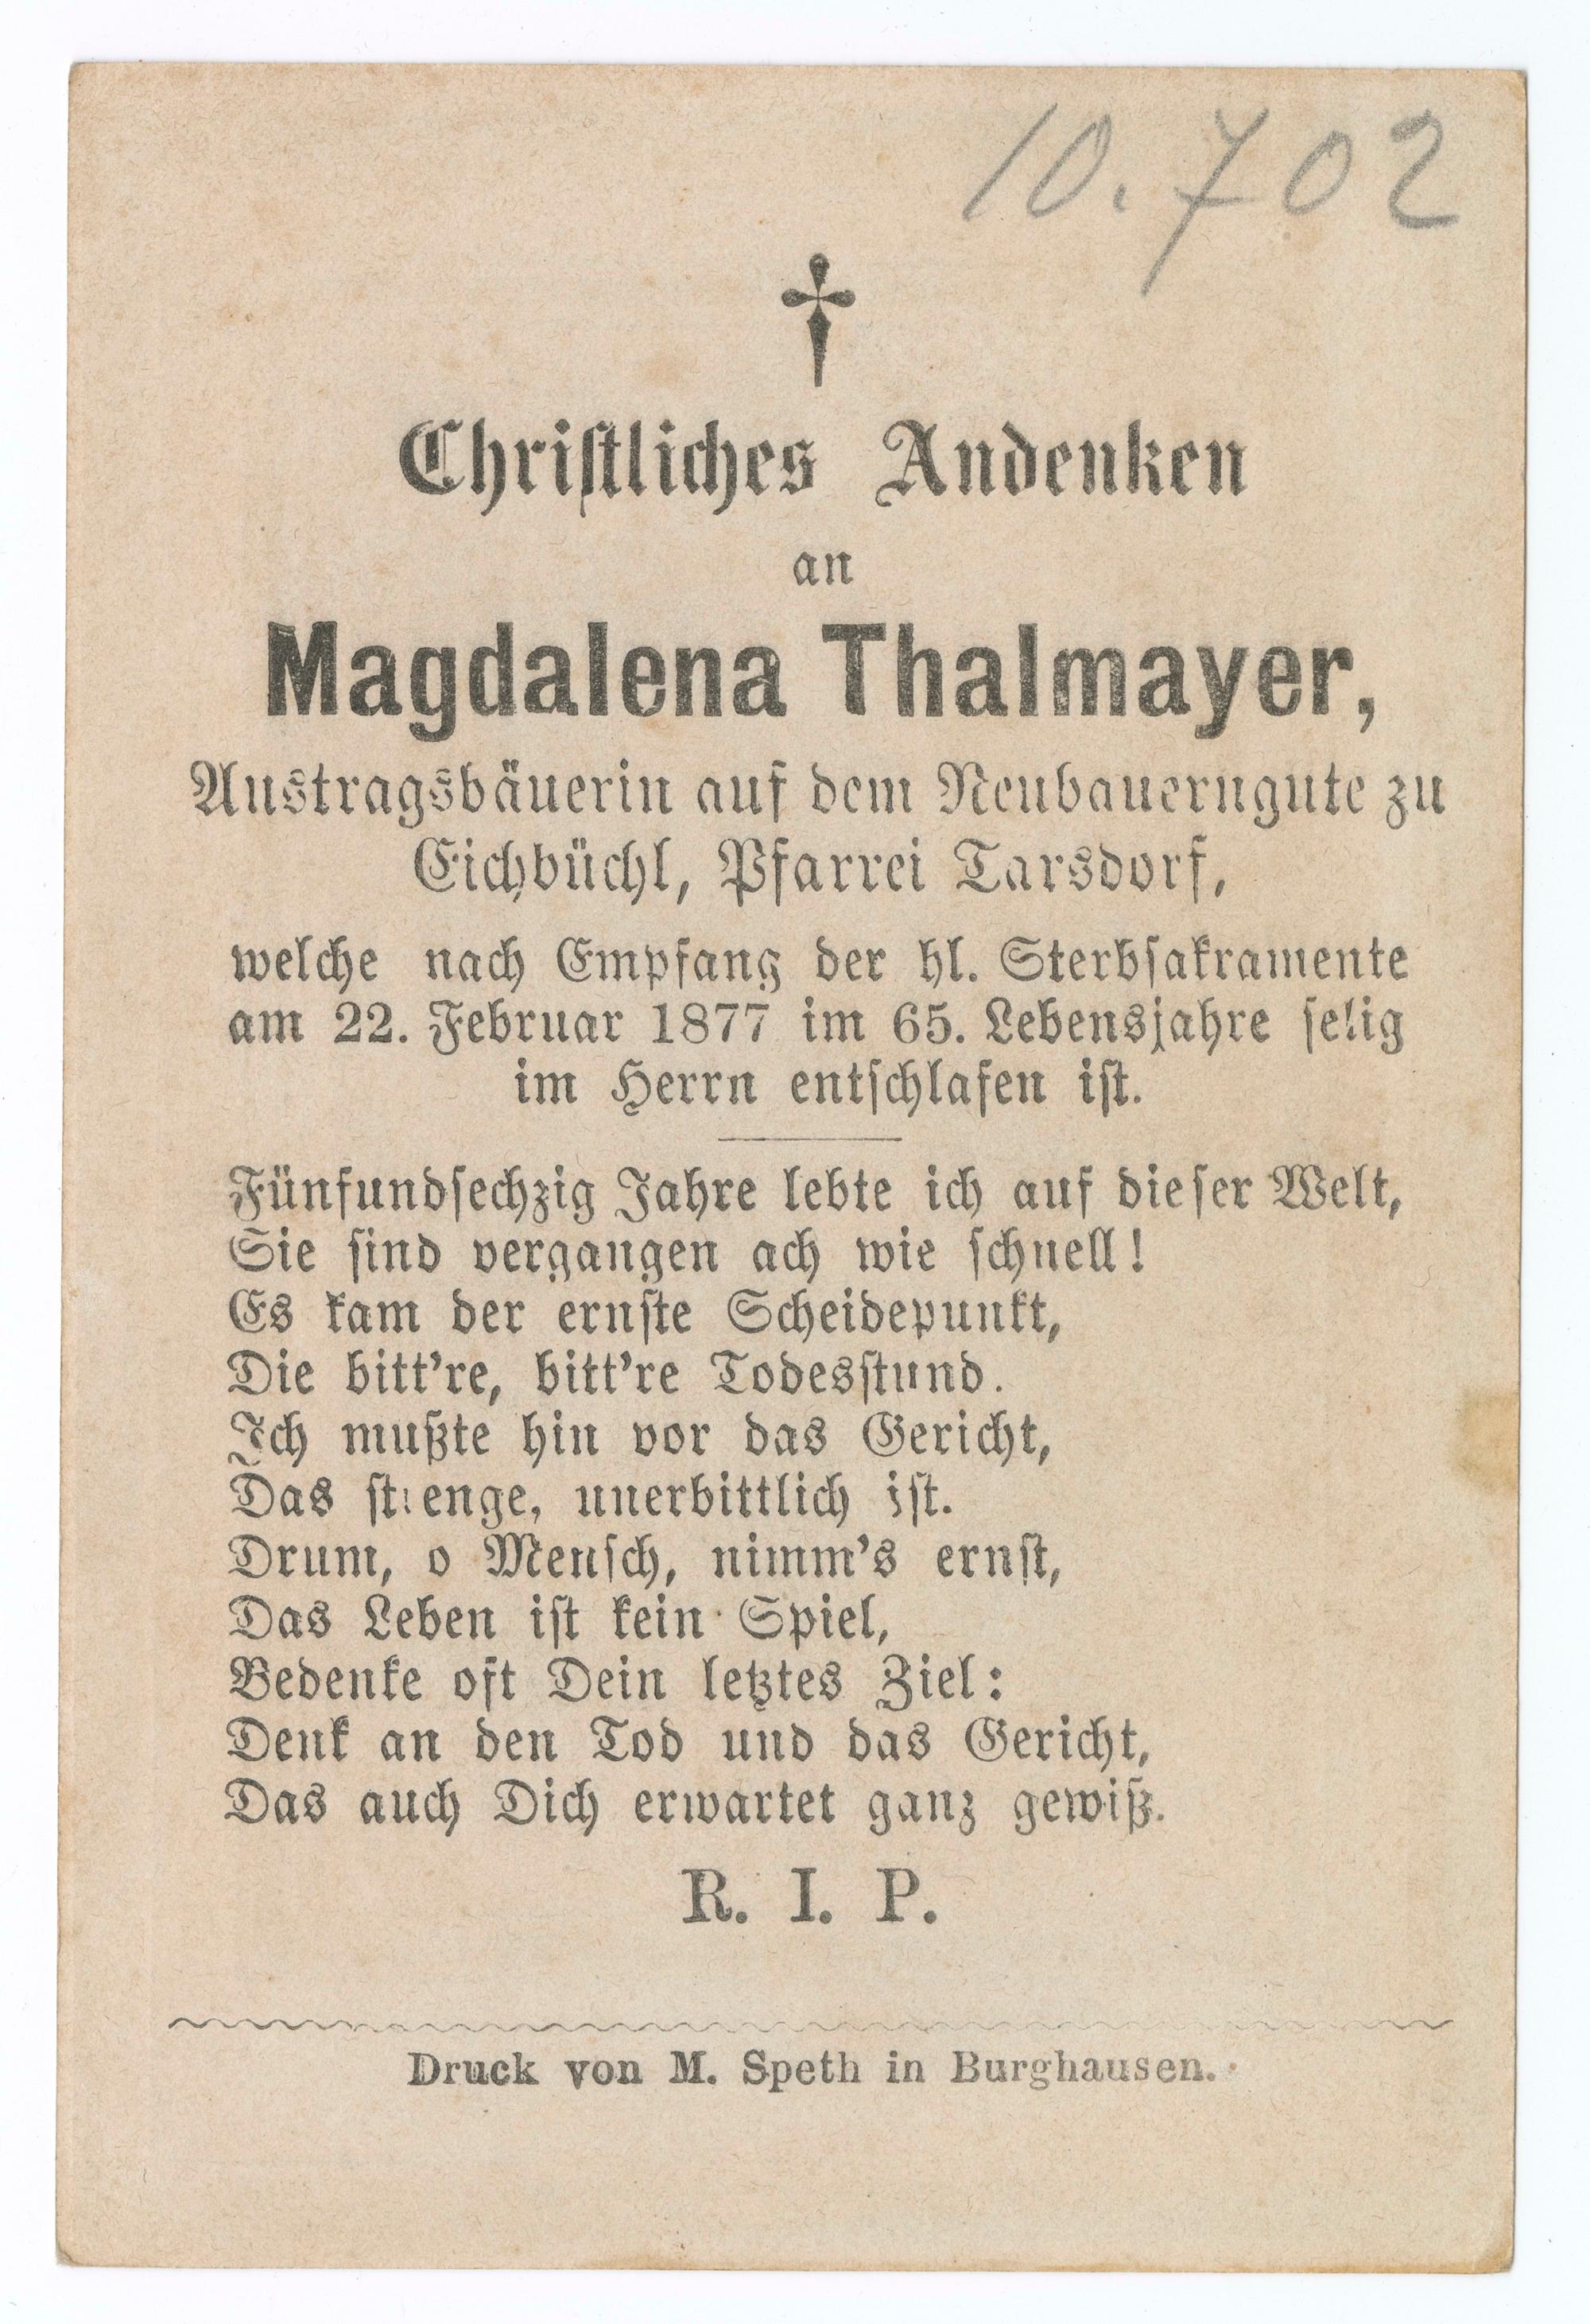 10.702
†
Christliches Andenken
an
Magdalena Thalmayer,
Austragsbäuerin auf dem Neubauerngute zu
Eichbüchl, Pfarrei Tarsdorf,
welche nach Empfang der hl. Sterbsakramente
am 22. Februar 1877 im 65. Lebensjahre selig
im Herrn entschlafen ist.
Fünfundsechzig Jahre lebte ich auf dieser Welt,
Sie sind vergangen ach wie schnell!
Es kam der ernste Scheidepunkt,
Die bitt're, bitt're Todesstund.
Ich mußte hin vor das Gericht,
Das strenge, unerbittlich ist.
Drum, o Mensch, nimm's ernst,
Das Leben ist kein Spiel,
Bedenke oft Dein letztes Ziel:
Denk an den Tod und das Gericht,
Das auch Dich erwartet ganz gewiß.
R. I. P.
Druck von M. Speth in Burghausen.